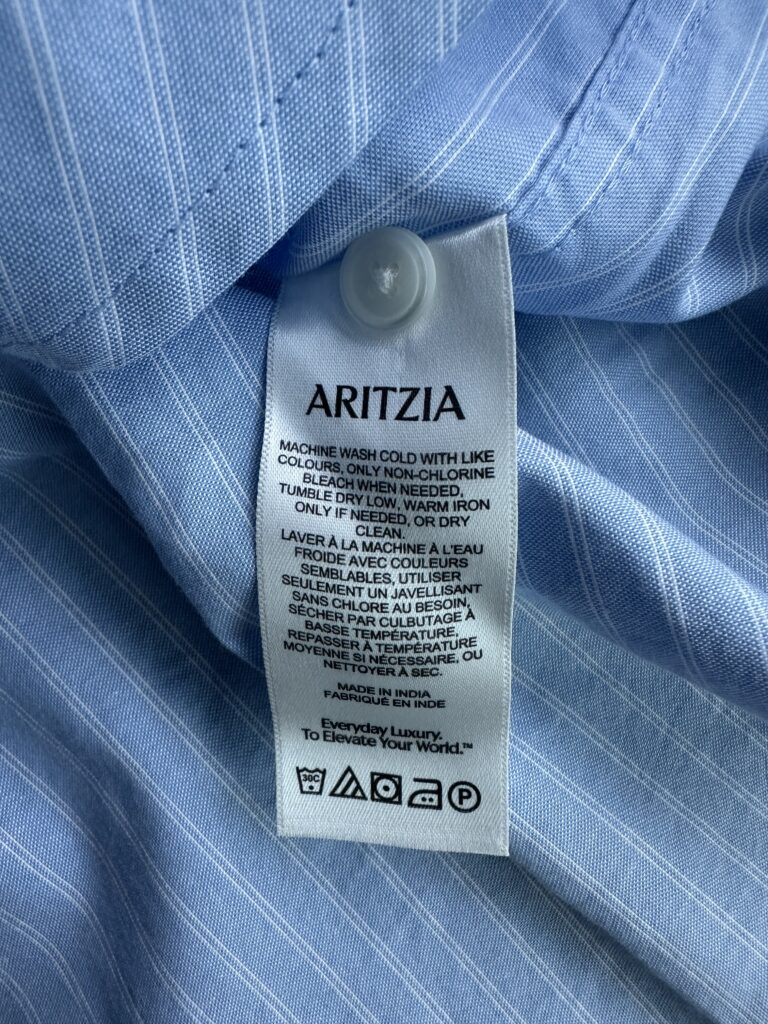 ARITZIA
MACHINE WASH COLD WITH LIKE
COLOURS, ONLY NON-CHLORINE
BLEACH WHEN NEEDED,
TUMBLE DRY LOW, WARM IRON
ONLY IF NEEDED, OR DRY
CLEAN.
LAVER À LA MACHINE À L'EAU
FROIDE AVEC COULEURS
SEMBLABLES, UTILISER
SEULEMENT UN JAVELLISANT
SANS CHLORE AU BESOIN,
SÉCHER PAR CULBUTAGE À
BASSE TEMPÉRATURE,
REPASSER À TEMPÉRATURE
MOYENNE SI NÉCESSAIRE, OU
NETTOYER À SEC.
MADE IN INDIA
FABRIQUÉ EN INDE
Everyday Luxury.
To Elevate Your World.™
30C P